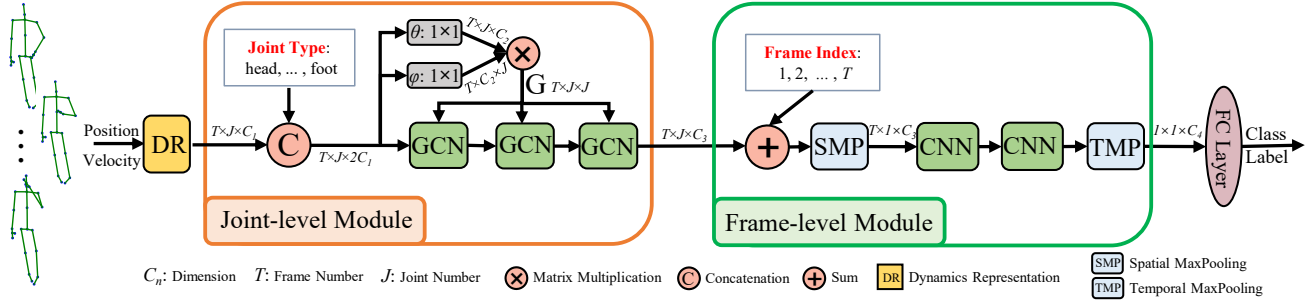 Position
Velocity
DR
T×J×C₁
Joint Type:
head, ... , foot
C
T×J×2C₁
θ: 1×1
φ: 1×1
T×J×C₂
T×C₂×J
×
G T×J×J
GCN
GCN
GCN
Joint-level Module
T×J×C₃
Frame Index:
1, 2, ... , T
+
SMP
T×1×C₃
CNN
CNN
TMP
1×1×C₄
Frame-level Module
FC Layer
Class
Label
Cₙ: Dimension T: Frame Number J: Joint Number × Matrix Multiplication C Concatenation + Sum DR Dynamics Representation
SMP Spatial MaxPooling
TMP Temporal MaxPooling